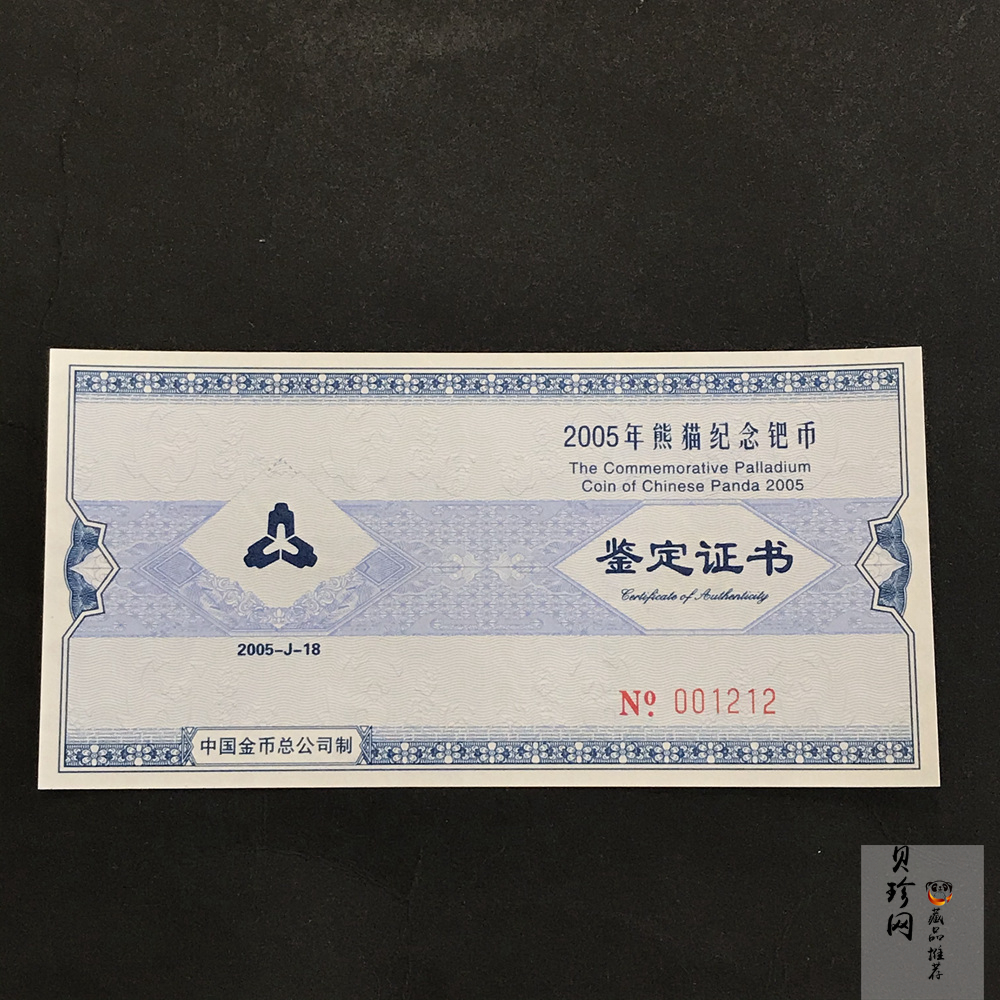 2005年熊猫纪念钯币
The Commemorative Palladium
Coin of Chinese Panda 2005
鉴定证书
Certificate of Authenticity
2005-J-18
Nº 001212
中国金币总公司制
贝珍网
藏品推荐